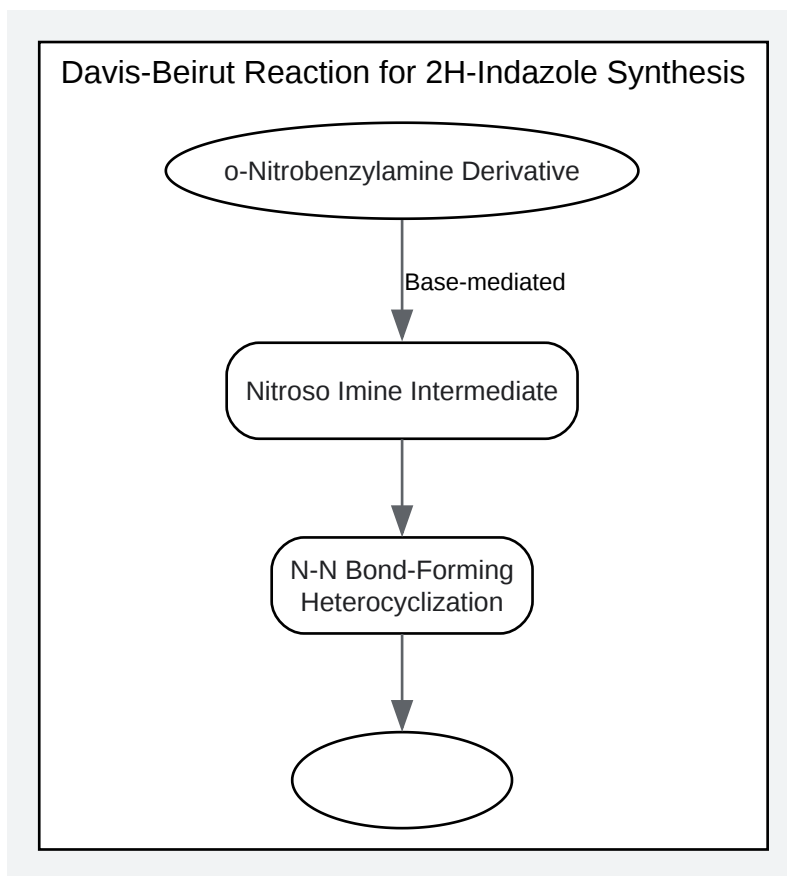 Davis-Beirut Reaction for 2H-Indazole Synthesis
o-Nitrobenzylamine Derivative
Base-mediated
Nitroso Imine Intermediate
N-N Bond-Forming
Heterocyclization